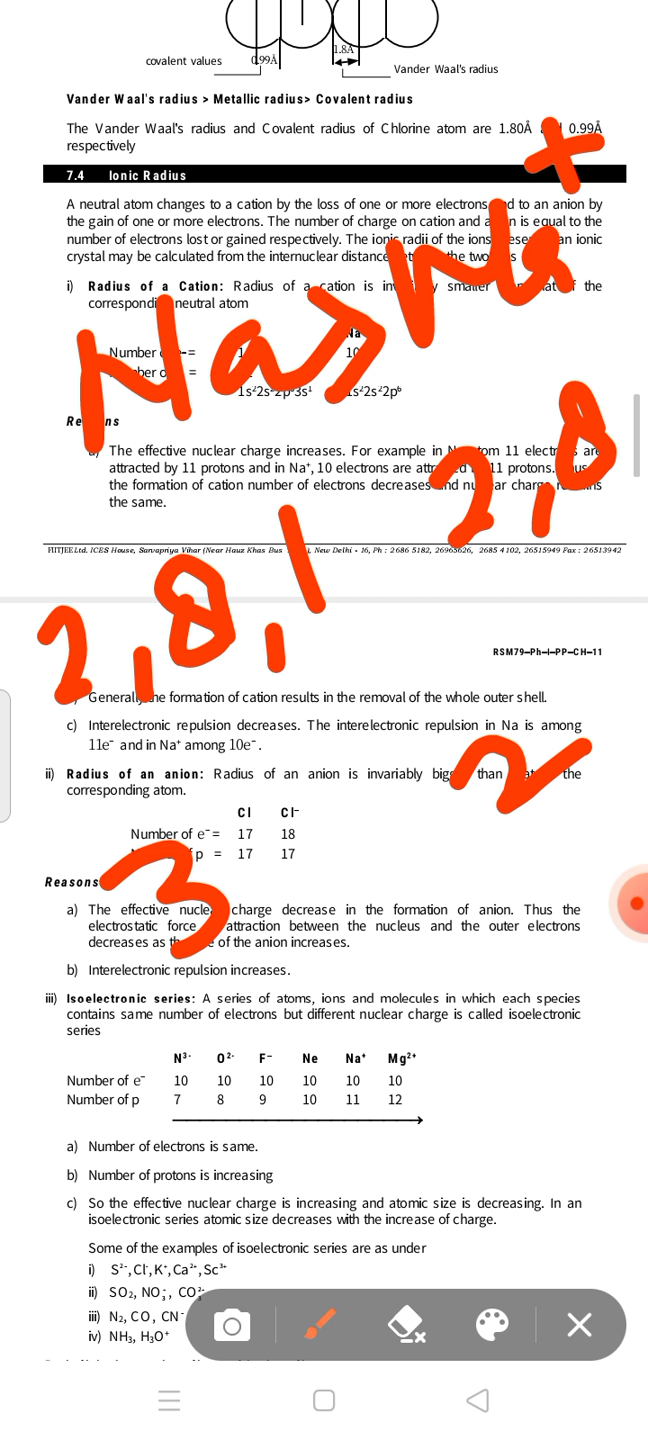 covalent values
0.99Å
1.8A
Vander Waal's radius
Vander Waal's radius > Metallic radius> Covalent radius
The Vander Waal's radius and Covalent radius of Chlorine atom are 1.80Å 0.99Å
respectively
7.4 Ionic Radius
A neutral atom changes to a cation by the loss of one or more electrons to an anion by
the gain of one or more electrons. The number of charge on cation and is equal to the
number of electrons lost or gained respectively. The ionic radii of the ions an ionic
crystal may be calculated from the internuclear distance the two
i) Radius of a Cation: Radius of a cation is smaller the
neutral atom
Na > Na+
Number
1s²2s²2p⁶3s¹ 1s²2s²2p⁶
The effective nuclear charge increases. For example in 11 are
attracted by 11 protons and in Na⁺, 10 electrons are 11 protons.
the formation of cation number of electrons decreases and
the same.
2,8
FIITJEE Ltd. ICES House, Sarvapriya Vihar (Near Hauz Khas Bus New Delhi - 16, Ph : 2686 5182, 26965626, 2685 4102, 26515949 Fax : 26513942
2,8,1
RSM79-Ph-I-PP-CH-11
Generally the formation of cation results in the removal of the whole outer shell.
c) Interelectronic repulsion decreases. The interelectronic repulsion in Na is among
11e⁻ and in Na⁺ among 10e⁻.
2
ii) Radius of an anion: Radius of an anion is invariably than the
corresponding atom.
Cl Cl⁻
Number of e⁻ = 17 18
p = 17 17
3
Reasons
a) The effective nuclear charge decrease in the formation of anion. Thus the
electrostatic force attraction between the nucleus and the outer electrons
decreases as of the anion increases.
b) Interelectronic repulsion increases.
iii) Isoelectronic series: A series of atoms, ions and molecules in which each species
contains same number of electrons but different nuclear charge is called isoelectronic
series
N³⁻ O²⁻ F⁻ Ne Na⁺ Mg²⁺
Number of e⁻ 10 10 10 10 10 10
Number of p 7 8 9 10 11 12
a) Number of electrons is same.
b) Number of protons is increasing
c) So the effective nuclear charge is increasing and atomic size is decreasing. In an
isoelectronic series atomic size decreases with the increase of charge.
Some of the examples of isoelectronic series are as under
i) S²⁻,Cl⁻,K⁺,Ca²⁺,Sc³⁺
ii) SO₂, NO₃⁻, CO₃²⁻
iii) N₂, CO, CN⁻
iv) NH₃, H₃O⁺